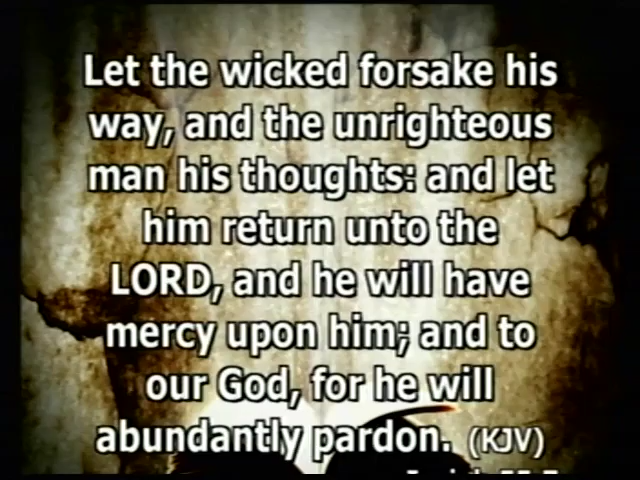 Let the wicked forsake his
way, and the unrighteous
man his thoughts: and let
him return unto the
LORD, and he will have
mercy upon him; and to
our God, for he will
abundantly pardon. (KJV)